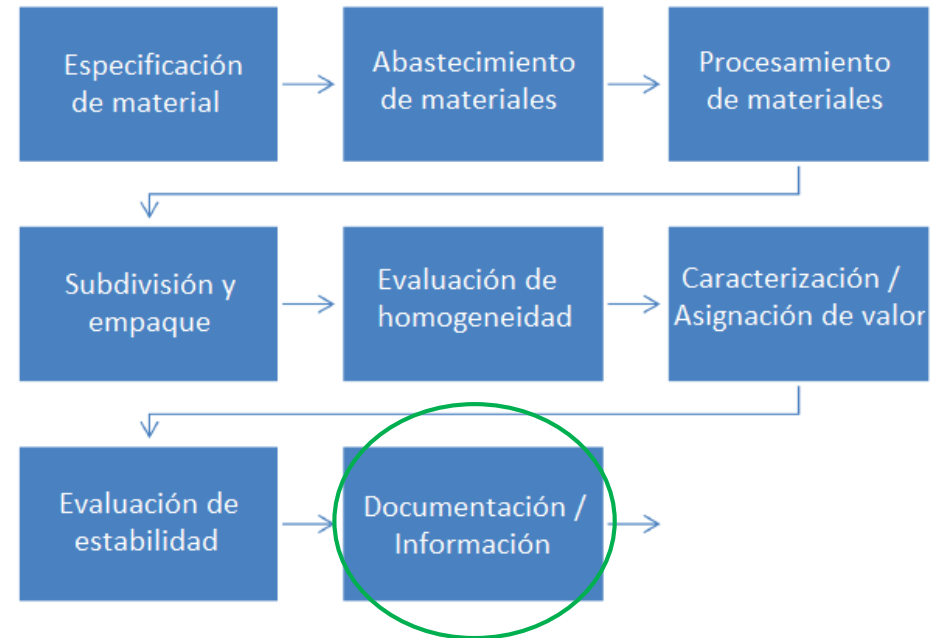 Especificación
de material
Abastecimiento
de materiales
Procesamiento
de materiales
Subdivisión y
empaque
Evaluación de
homogeneidad
Caracterización /
Asignación de valor
Evaluación de
estabilidad
Documentación /
Información